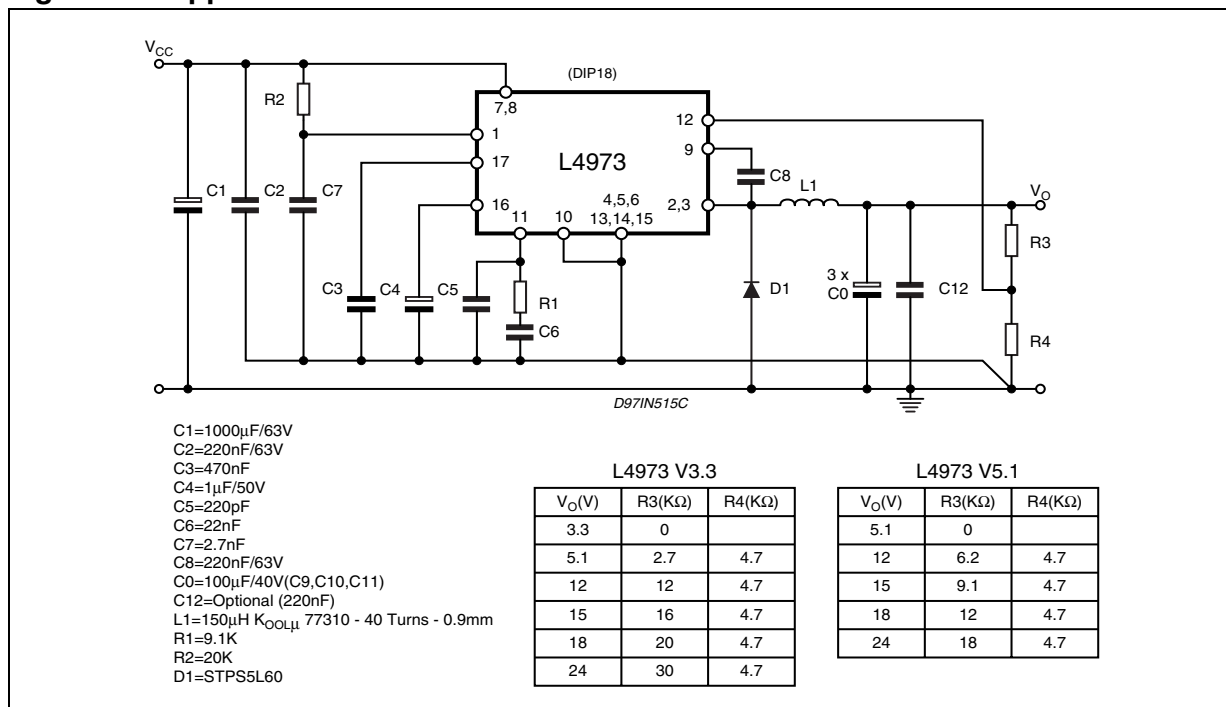 V_CC
(DIP18)
R2
7,8
1
12
17
9
L4973
C8
L1
C1
C2
C7
16
4,5,6
2,3
V_O
11
10
13,14,15
R3
C3
C4
C5
R1
D1
3 x
C0
C12
C6
R4
D97IN515C
C1=1000µF/63V
C2=220nF/63V
C3=470nF
C4=1µF/50V
C5=220pF
C6=22nF
C7=2.7nF
C8=220nF/63V
C0=100µF/40V(C9,C10,C11)
C12=Optional (220nF)
L1=150µH K_OOLµ 77310 - 40 Turns - 0.9mm
R1=9.1K
R2=20K
D1=STPS5L60
L4973 V3.3
V_O(V) R3(KΩ) R4(KΩ)
3.3 0
5.1 2.7 4.7
12 12 4.7
15 16 4.7
18 20 4.7
24 30 4.7
L4973 V5.1
V_O(V) R3(KΩ) R4(KΩ)
5.1 0
12 6.2 4.7
15 9.1 4.7
18 12 4.7
24 18 4.7